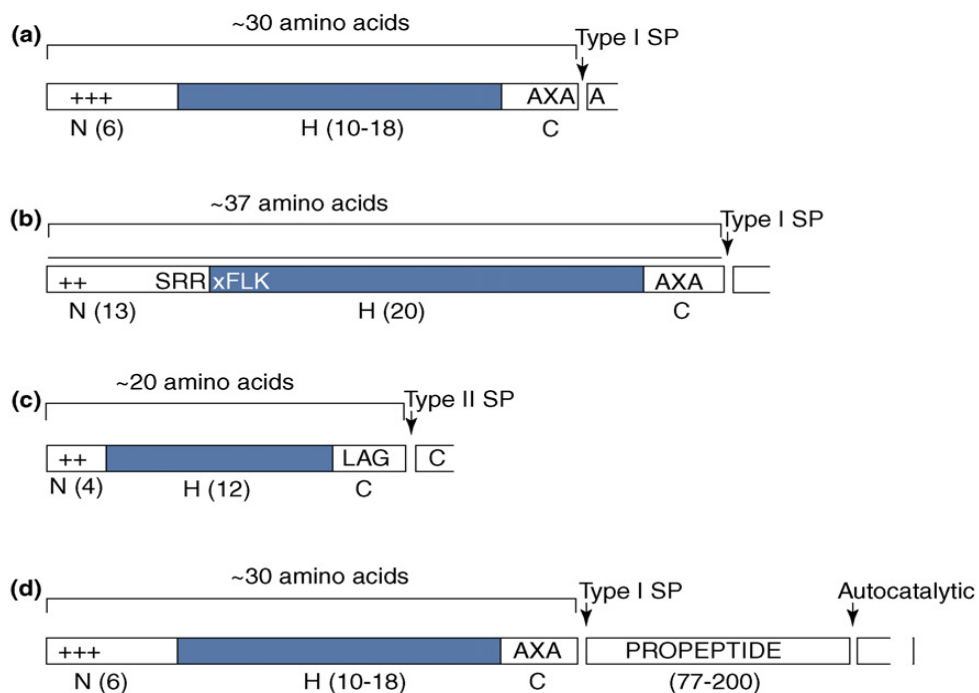 (a) ~30 amino acids Type I SP
+++ AXA A
N (6) H (10-18) C
(b) ~37 amino acids Type I SP
++ SRR xFLK AXA
N (13) H (20) C
(c) ~20 amino acids Type II SP
++ LAG C
N (4) H (12) C
(d) ~30 amino acids Type I SP Autocatalytic
+++ AXA PROPEPTIDE
N (6) H (10-18) C (77-200)